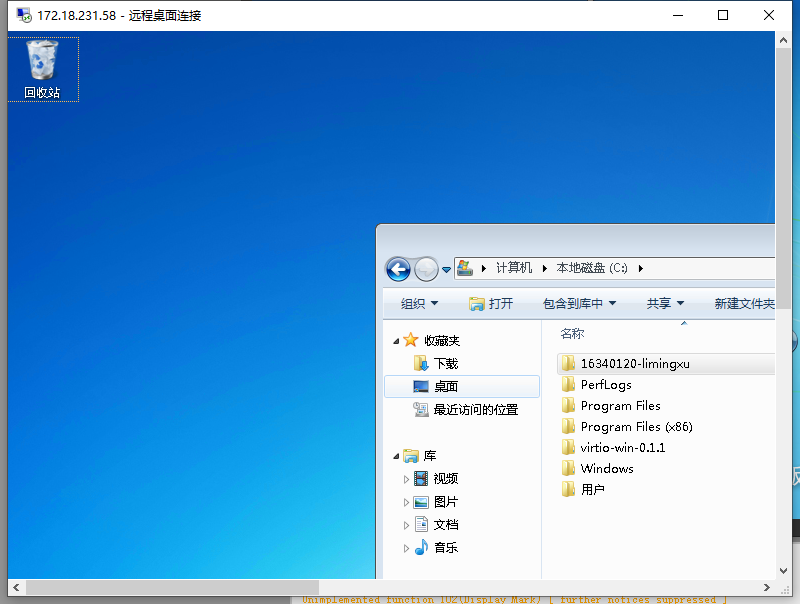 172.18.231.58 - 远程桌面连接
回收站
计算机 本地磁盘 (C:)
组织 打开 包含到库中 共享 新建文件夹
收藏夹
下载
桌面
最近访问的位置
库
视频
图片
文档
音乐
名称
16340120-limingxu
PerfLogs
Program Files
Program Files (x86)
virtio-win-0.1.1
Windows
用户
Unimplemented function 102(Display Mark) [ further notices suppressed